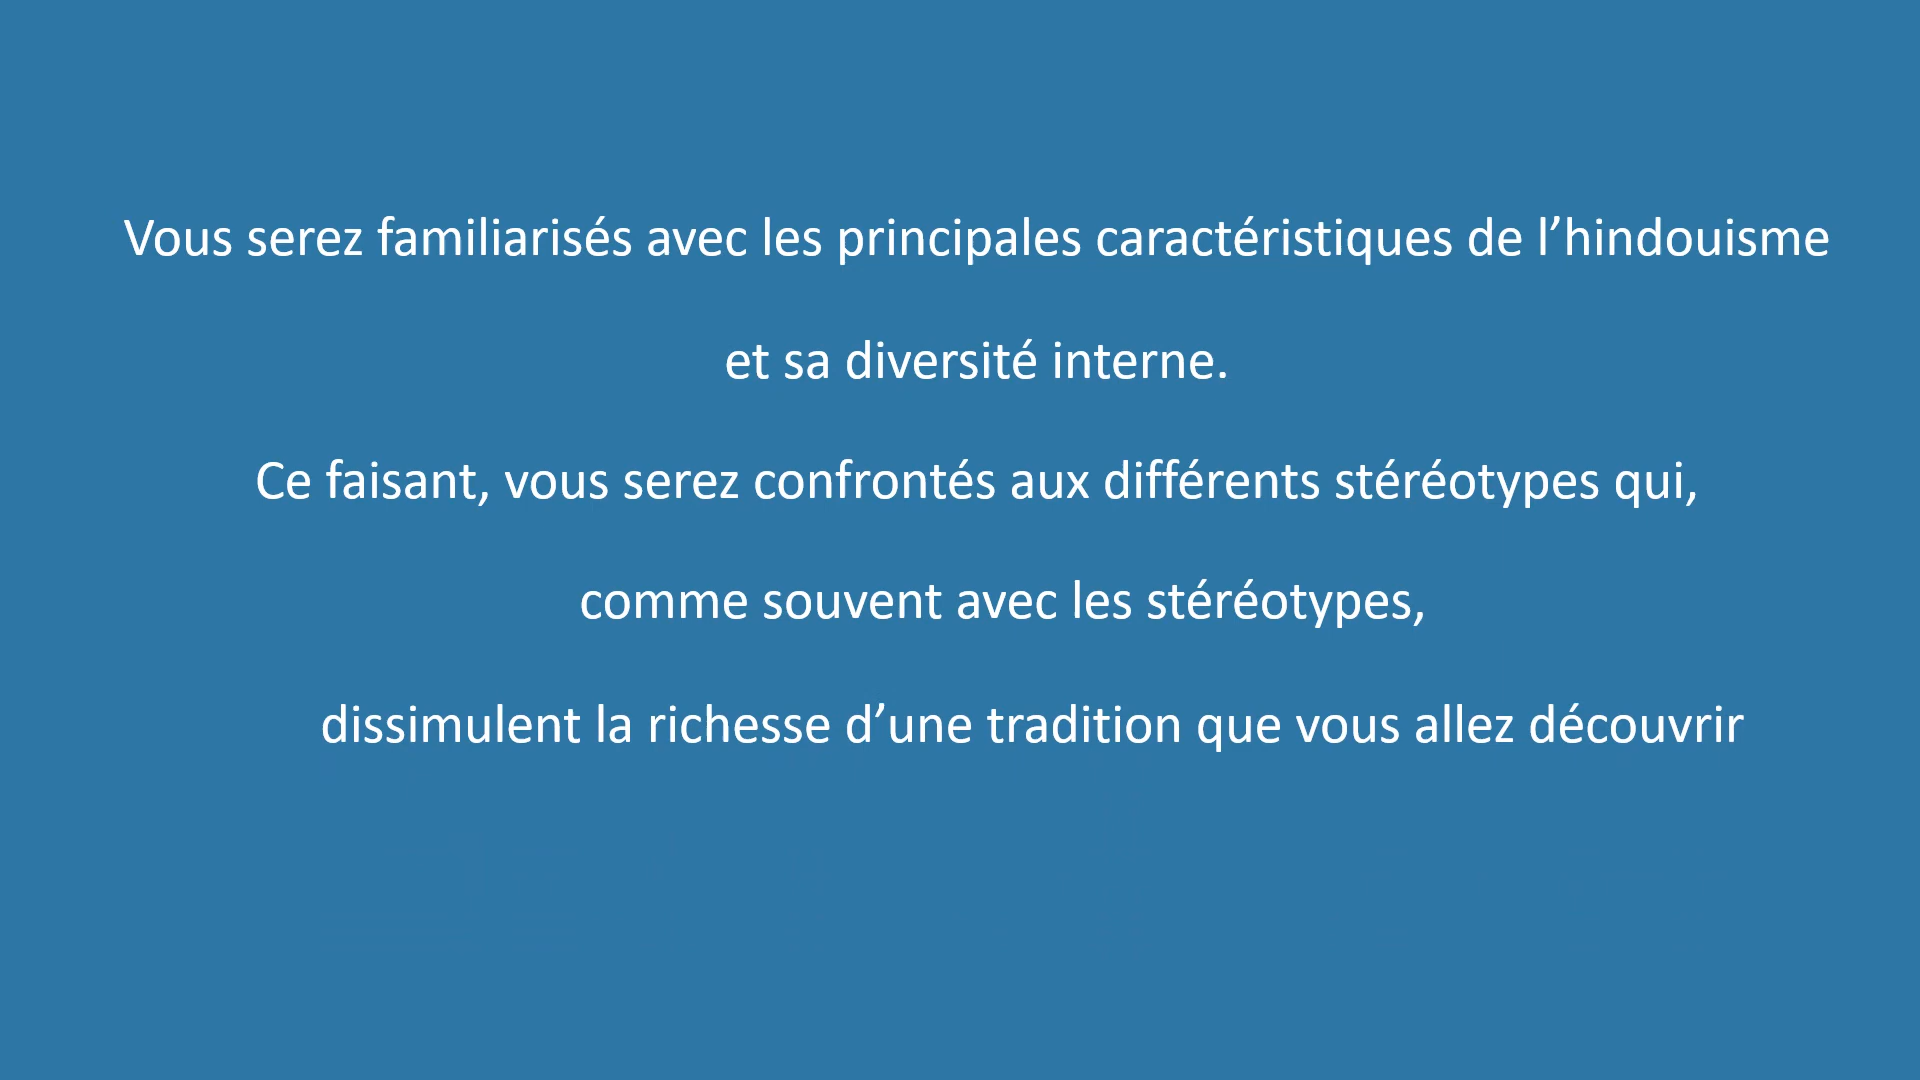 Vous serez familiarisés avec les principales caractéristiques de l’hindouisme
et sa diversité interne.
Ce faisant, vous serez confrontés aux différents stéréotypes qui,
comme souvent avec les stéréotypes,
dissimulent la richesse d’une tradition que vous allez découvrir